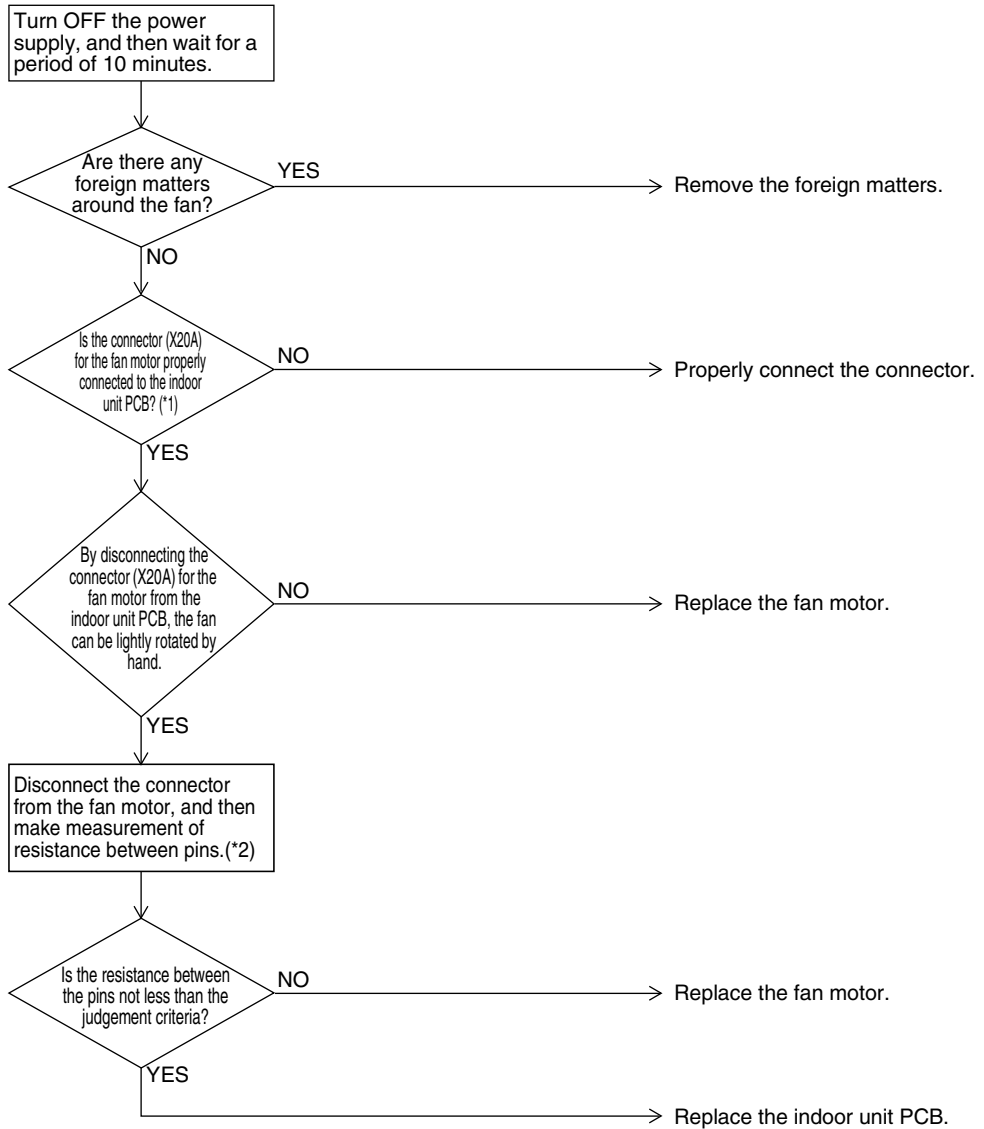 Turn OFF the power
supply, and then wait for a
period of 10 minutes.
Are there any
foreign matters
around the fan?
YES
Remove the foreign matters.
NO
Is the connector (X20A)
for the fan motor properly
connected to the indoor
unit PCB? (*1)
NO
Properly connect the connector.
YES
By disconnecting the
connector (X20A) for the
fan motor from the
indoor unit PCB, the fan
can be lightly rotated by
hand.
NO
Replace the fan motor.
YES
Disconnect the connector
from the fan motor, and then
make measurement of
resistance between pins.(*2)
Is the resistance between
the pins not less than the
judgement criteria?
NO
Replace the fan motor.
YES
Replace the indoor unit PCB.